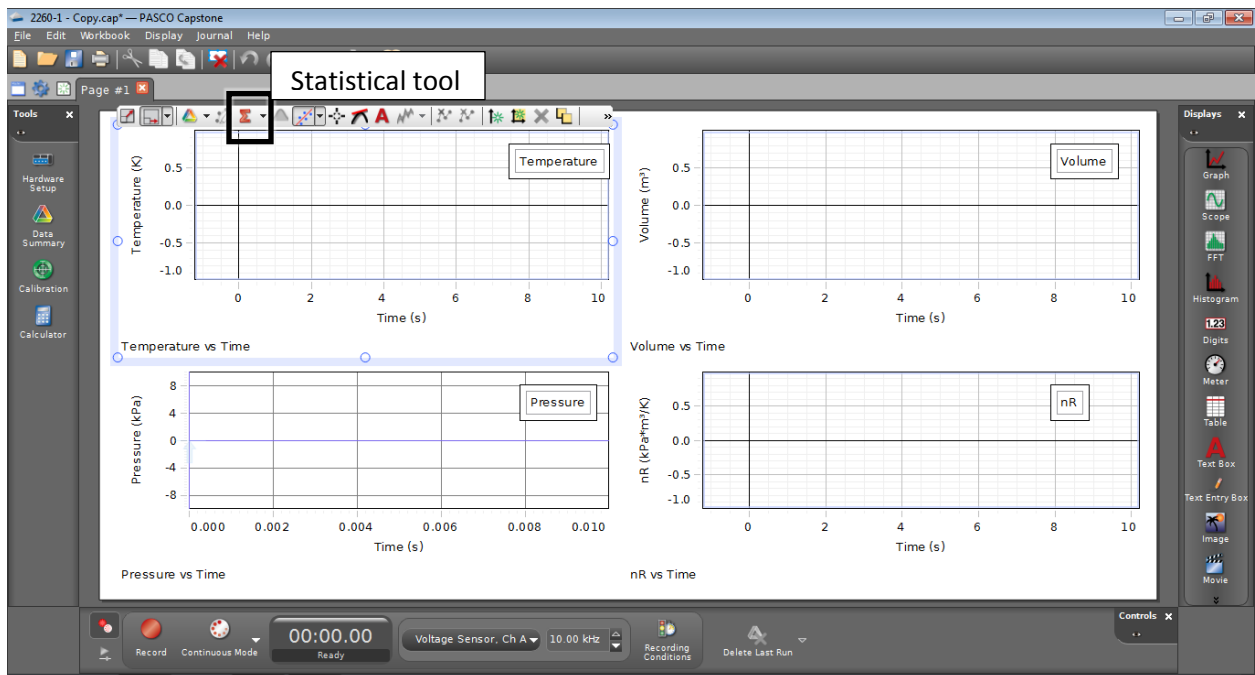 2260-1 - Copy.cap* — PASCO Capstone
File Edit Workbook Display Journal Help
Statistical tool
Page #1
Tools
Hardware
Setup
Data
Summary
Calibration
Calculator
A
»
Temperature (K)
0.5
0.0
-0.5
-1.0
Temperature
0 2 4 6 8 10
Time (s)
Temperature vs Time
Volume (m³)
0.5
0.0
-0.5
-1.0
Volume
0 2 4 6 8 10
Time (s)
Volume vs Time
Pressure (kPa)
8
4
0
-4
-8
Pressure
0.000 0.002 0.004 0.006 0.008 0.010
Time (s)
Pressure vs Time
nR (kPa*m³/K)
0.5
0.0
-0.5
-1.0
nR
0 2 4 6 8 10
Time (s)
nR vs Time
Displays
Graph
Scope
FFT
Histogram
1.23
Digits
Meter
Table
A
Text Box
Text Entry Box
Image
Movie
Record
Continuous Mode
00:00.00
Ready
Voltage Sensor, Ch A
10.00 kHz
Recording
Conditions
Delete Last Run
Controls